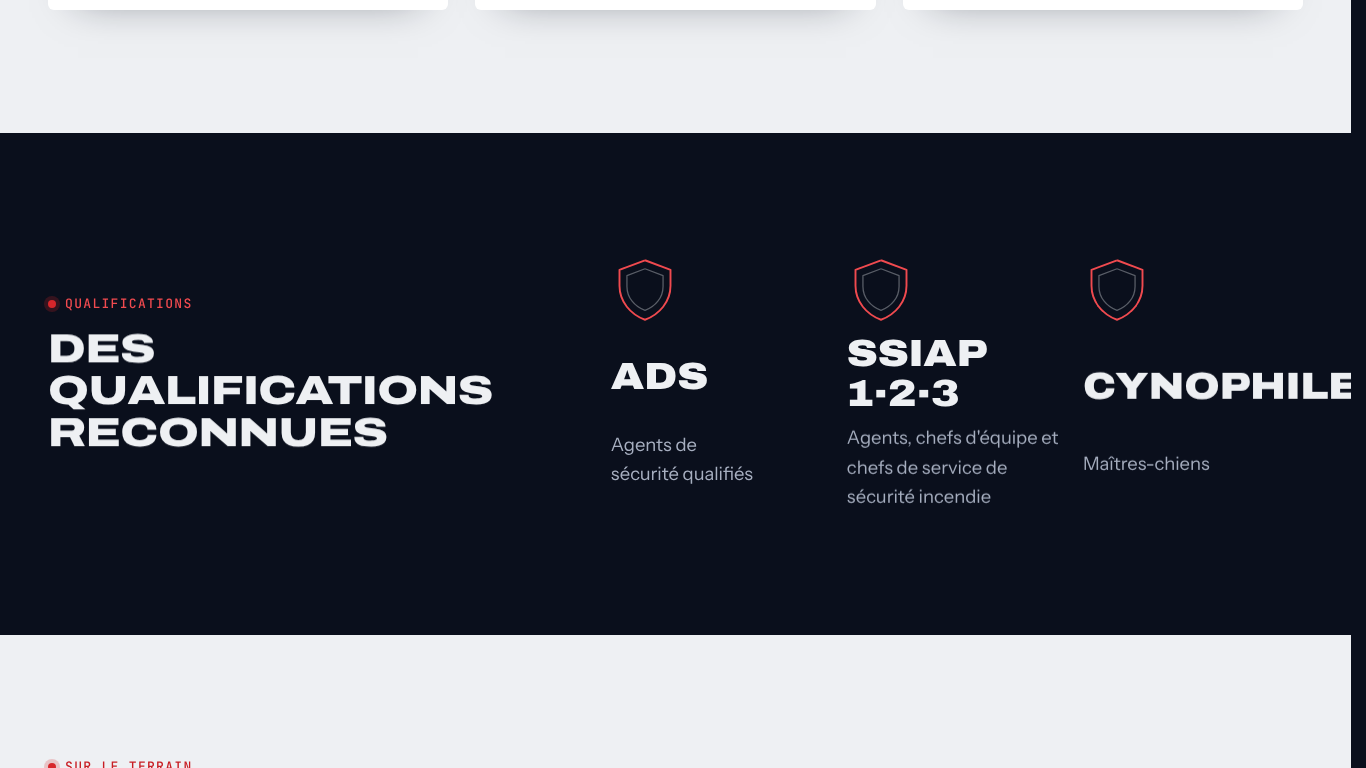 QUALIFICATIONS
DES
QUALIFICATIONS
RECONNUES
ADS
Agents de
sécurité qualifiés
SSIAP
1·2·3
Agents, chefs d'équipe et
chefs de service de
sécurité incendie
CYNOPHILE
Maîtres-chiens
SUR LE TERRAIN